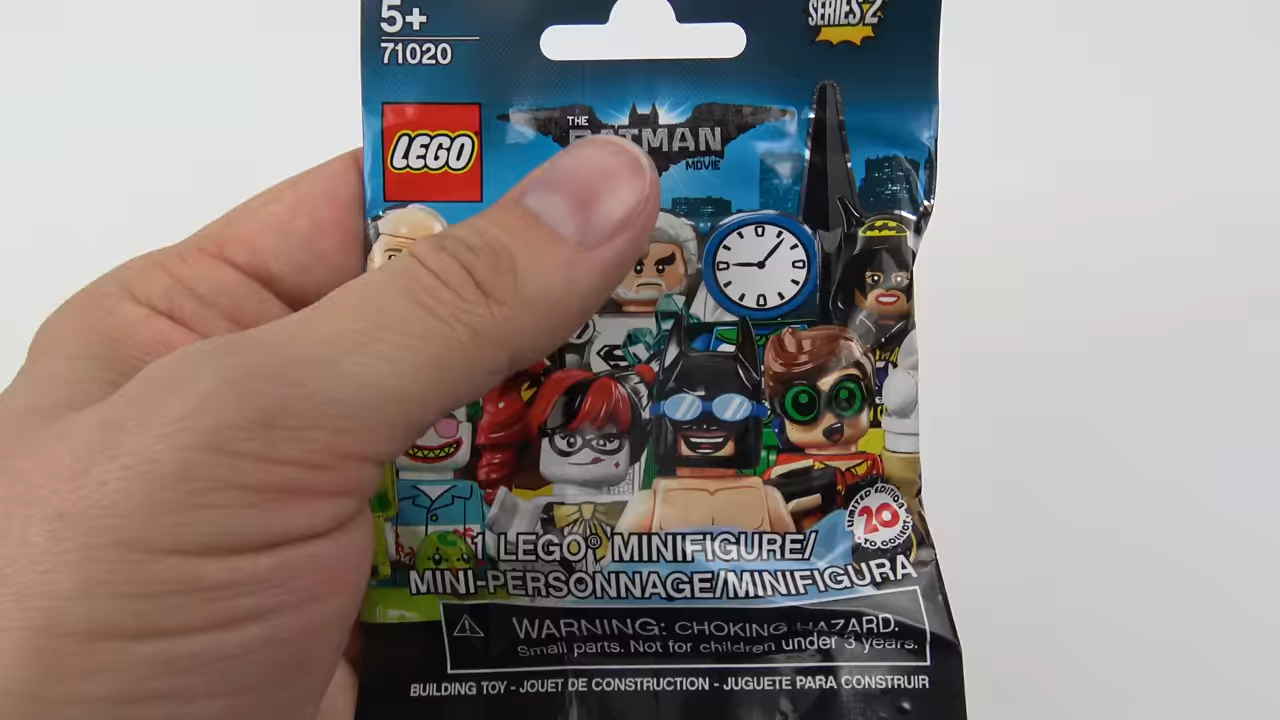 5+
SERIES 2
71020
LEGO
THE
BATMAN
MOVIE
LIMITED EDITION
20
TO COLLECT
1 LEGO® MINIFIGURE/
MINI-PERSONNAGE/MINIFIGURA
WARNING: CHOKING HAZARD.
Small parts. Not for children under 3 years.
BUILDING TOY - JOUET DE CONSTRUCTION - JUGUETE PARA CONSTRUIR